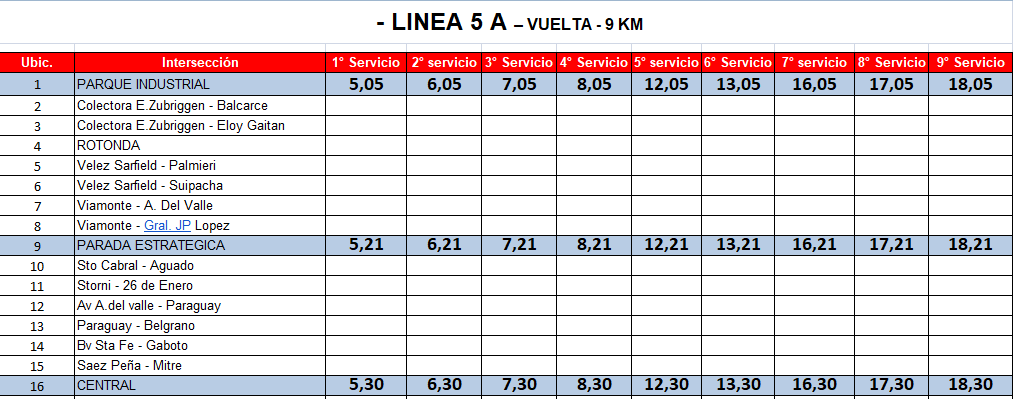 - LINEA 5 A – VUELTA - 9 KM
Ubic. Intersección 1° Servicio 2° servicio 3° Servicio 4° Servicio 5° servicio 6° Servicio 7° servicio 8° Servicio 9° Servicio
1 PARQUE INDUSTRIAL 5,05 6,05 7,05 8,05 12,05 13,05 16,05 17,05 18,05
2 Colectora E.Zubriggen - Balcarce
3 Colectora E.Zubriggen - Eloy Gaitan
4 ROTONDA
5 Velez Sarfield - Palmieri
6 Velez Sarfield - Suipacha
7 Viamonte - A. Del Valle
8 Viamonte - Gral. JP Lopez
9 PARADA ESTRATEGICA 5,21 6,21 7,21 8,21 12,21 13,21 16,21 17,21 18,21
10 Sto Cabral - Aguado
11 Storni - 26 de Enero
12 Av A.del valle - Paraguay
13 Paraguay - Belgrano
14 Bv Sta Fe - Gaboto
15 Saez Peña - Mitre
16 CENTRAL 5,30 6,30 7,30 8,30 12,30 13,30 16,30 17,30 18,30